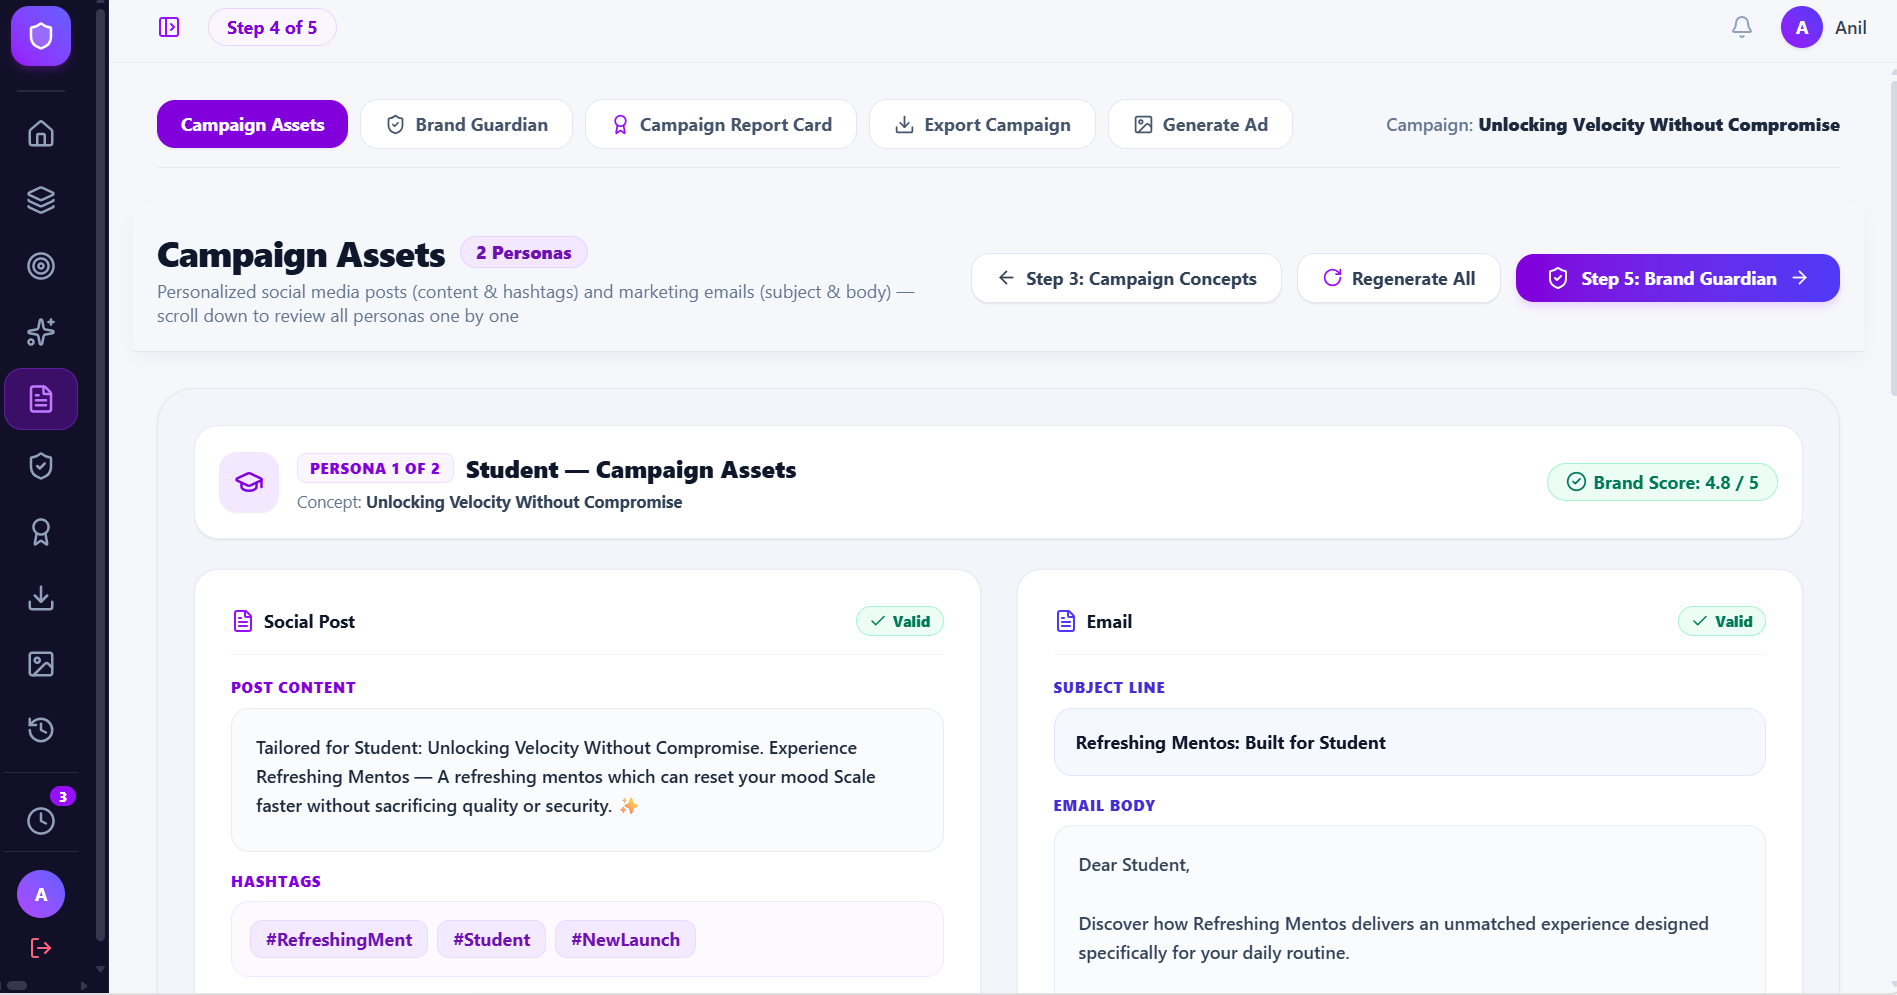 Step 4 of 5
A
Anil
Campaign Assets
Brand Guardian
Campaign Report Card
Export Campaign
Generate Ad
Campaign: Unlocking Velocity Without Compromise
Campaign Assets
2 Personas
Personalized social media posts (content & hashtags) and marketing emails (subject & body) —
scroll down to review all personas one by one
Step 3: Campaign Concepts
Regenerate All
Step 5: Brand Guardian
PERSONA 1 OF 2
Student — Campaign Assets
Concept: Unlocking Velocity Without Compromise
Brand Score: 4.8 / 5
Social Post
Valid
POST CONTENT
Tailored for Student: Unlocking Velocity Without Compromise. Experience
Refreshing Mentos — A refreshing mentos which can reset your mood Scale
faster without sacrificing quality or security. ✨
HASHTAGS
#RefreshingMent
#Student
#NewLaunch
Email
Valid
SUBJECT LINE
Refreshing Mentos: Built for Student
EMAIL BODY
Dear Student,
Discover how Refreshing Mentos delivers an unmatched experience designed
specifically for your daily routine.
3
A